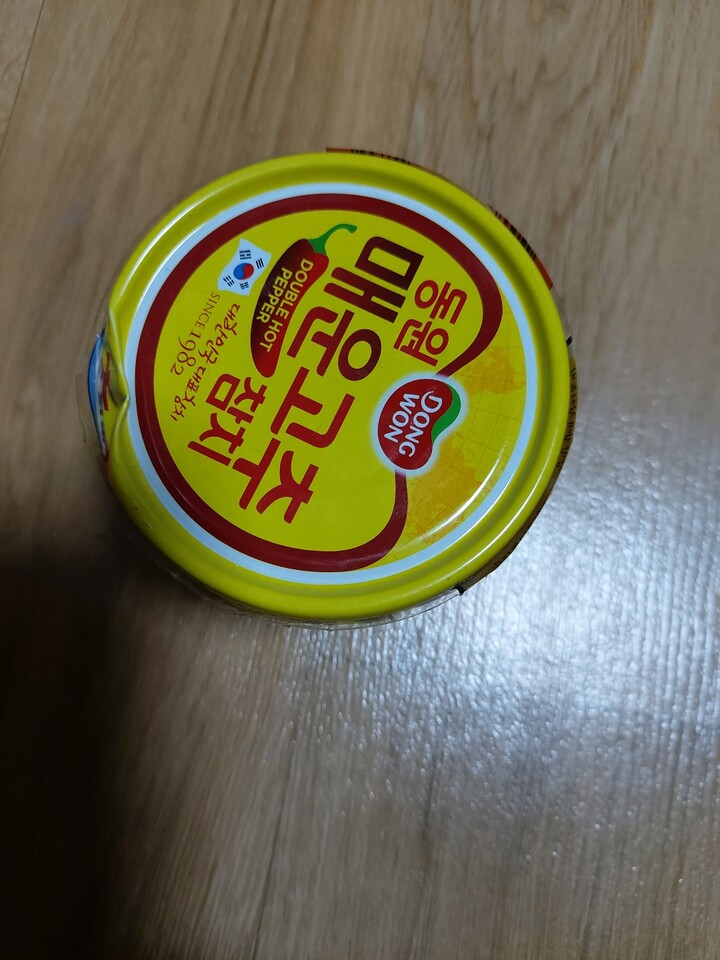 DONG
WON
동원
매운고추
참치
DOUBLE HOT
PEPPER
대한민국 대표참치
SINCE 1982